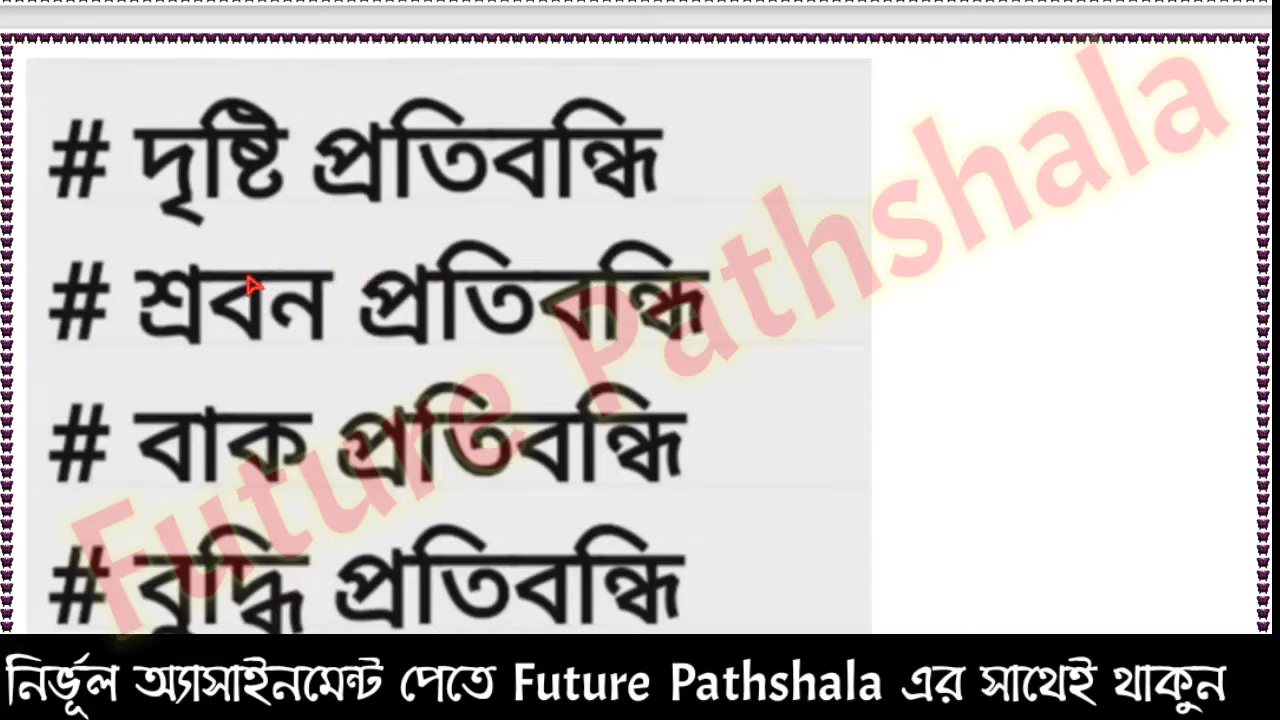 # দৃষ্টি প্রতিবন্ধি
# শ্রবন প্রতিবন্ধি
# বাক প্রতিবন্ধি
# বুদ্ধি প্রতিবন্ধি
Future Pathshala
নির্ভূল অ্যাসাইনমেন্ট পেতে Future Pathshala এর সাথেই থাকুন